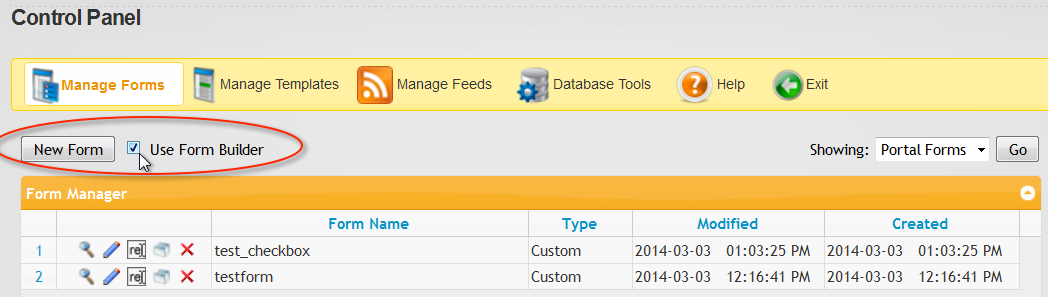 Control Panel
Manage Forms Manage Templates Manage Feeds Database Tools Help Exit
New Form Use Form Builder Showing: Portal Forms Go
Form Manager
Form Name Type Modified Created
1 re test_checkbox Custom 2014-03-03 01:03:25 PM 2014-03-03 01:03:25 PM
2 re testform Custom 2014-03-03 12:16:41 PM 2014-03-03 12:16:41 PM